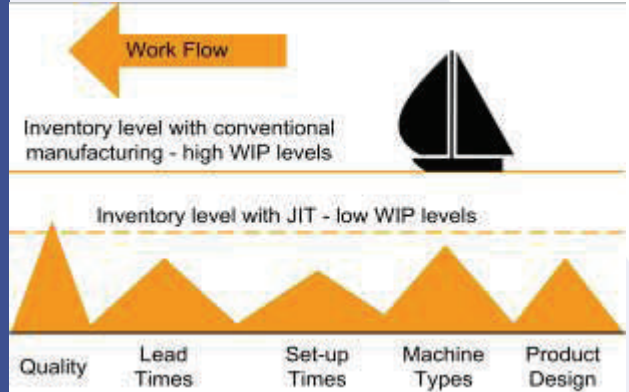 Work Flow
Inventory level with conventional
manufacturing - high WIP levels
Inventory level with JIT - low WIP levels
Quality
Lead
Times
Set-up
Times
Machine
Types
Product
Design